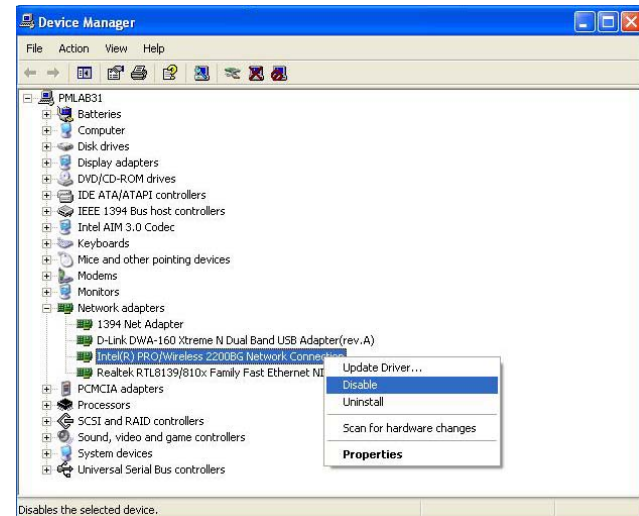 Device Manager
File Action View Help
PMLAB31
Batteries
Computer
Disk drives
Display adapters
DVD/CD-ROM drives
IDE ATA/ATAPI controllers
IEEE 1394 Bus host controllers
Intel AIM 3.0 Codec
Keyboards
Mice and other pointing devices
Modems
Monitors
Network adapters
1394 Net Adapter
D-Link DWA-160 Xtreme N Dual Band USB Adapter(rev.A)
Intel(R) PRO/Wireless 2200BG Network Connection
Realtek RTL8139/810x Family Fast Ethernet NI
PCMCIA adapters
Processors
SCSI and RAID controllers
Sound, video and game controllers
System devices
Universal Serial Bus controllers
Update Driver...
Disable
Uninstall
Scan for hardware changes
Properties
Disables the selected device.